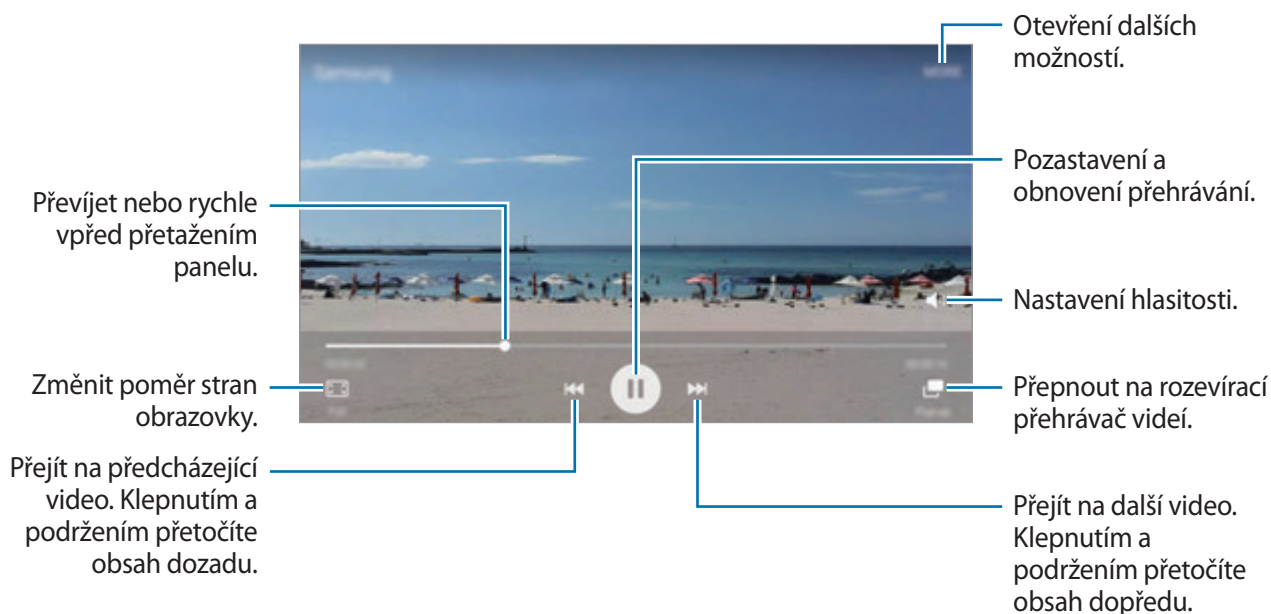 Otevření dalších
možností.
Samsung
MORE
Pozastavení a
obnovení přehrávání.
Převíjet nebo rychle
vpřed přetažením
panelu.
Nastavení hlasitosti.
Změnit poměr stran
obrazovky.
Přepnout na rozevírací
přehrávač videí.
Přejít na předcházející
video. Klepnutím a
podržením přetočíte
obsah dozadu.
Přejít na další video.
Klepnutím a
podržením přetočíte
obsah dopředu.